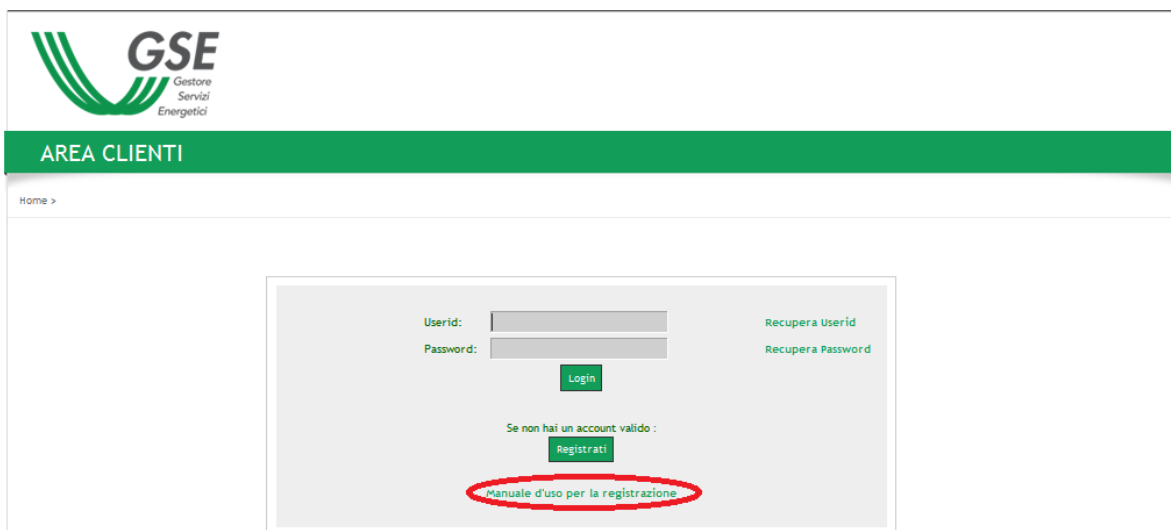 GSE
Gestore
Servizi
Energetici
AREA CLIENTI
Home >
Userid:
Recupera Userid
Password:
Recupera Password
Login
Se non hai un account valido :
Registrati
Manuale d'uso per la registrazione